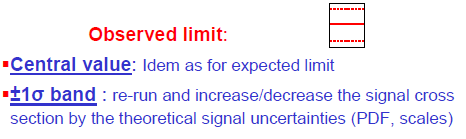 Observed limit:
▪Central value: Idem as for expected limit
▪±1σ band : re-run and increase/decrease the signal cross
section by the theoretical signal uncertainties (PDF, scales)